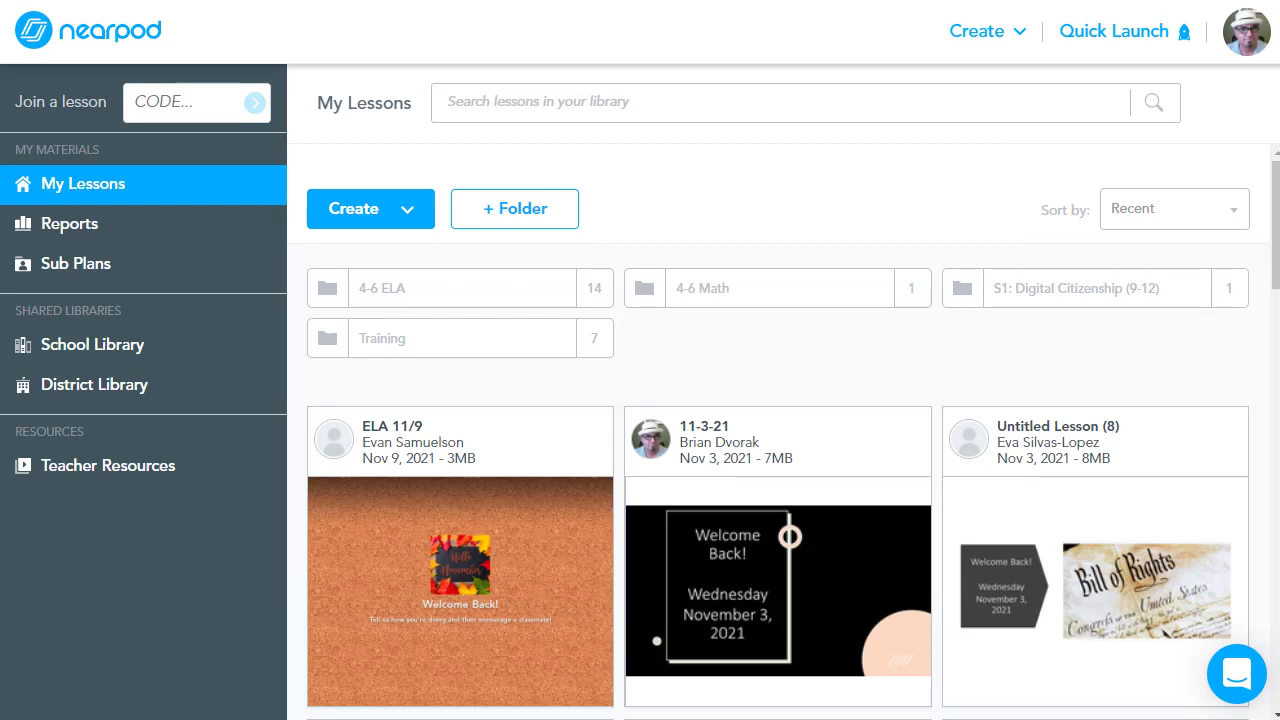 nearpod
Create
Quick Launch
Join a lesson
CODE...
MY MATERIALS
My Lessons
Reports
Sub Plans
SHARED LIBRARIES
School Library
District Library
RESOURCES
Teacher Resources
My Lessons
Search lessons in your library
Create
+ Folder
Sort by:
Recent
4-6 ELA 14
4-6 Math 1
S1: Digital Citizenship (9-12) 1
Training 7
ELA 11/9
Evan Samuelson
Nov 9, 2021 - 3MB
Hello
November
Welcome Back!
Tell us how you're doing and then encourage a classmate!
11-3-21
Brian Dvorak
Nov 3, 2021 - 7MB
Welcome
Back!
Wednesday
November 3,
2021
Untitled Lesson (8)
Eva Silvas-Lopez
Nov 3, 2021 - 8MB
Welcome Back!
Wednesday
November 3,
2021
Bill of Rights
Congress
United States